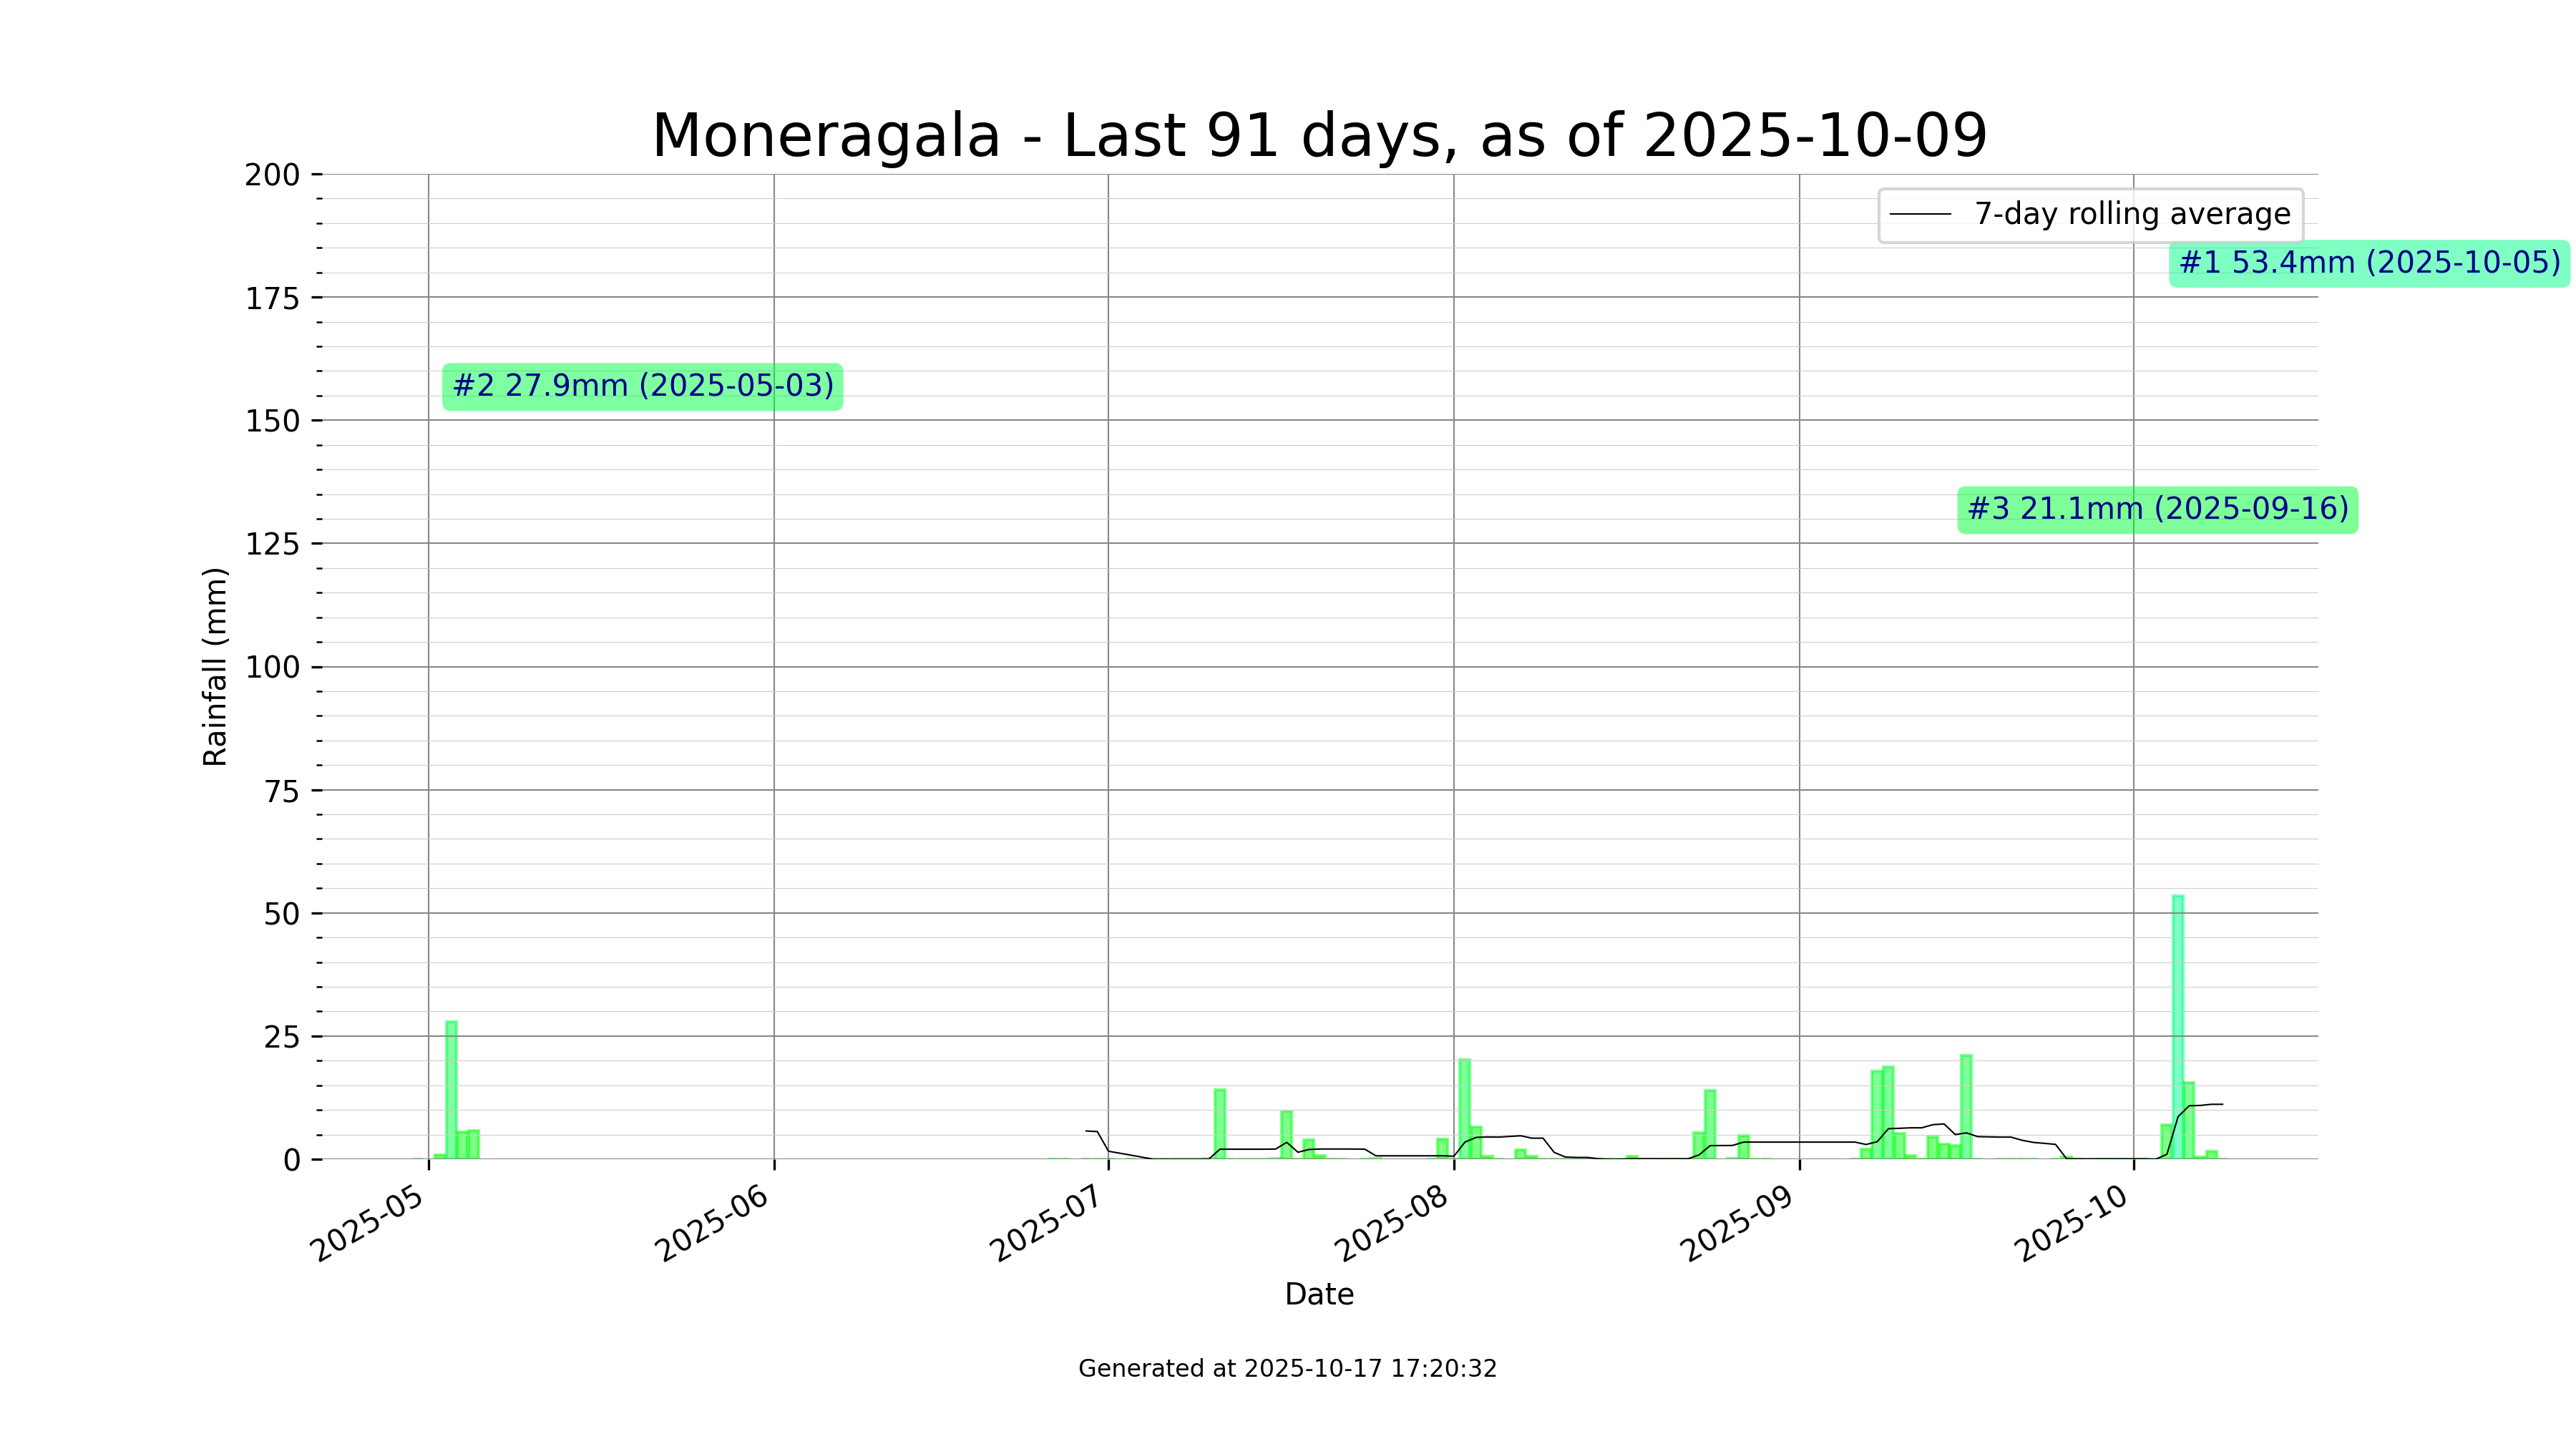 Moneragala - Last 91 days, as of 2025-10-09
7-day rolling average
#1 53.4mm (2025-10-05)
#2 27.9mm (2025-05-03)
#3 21.1mm (2025-09-16)
Rainfall (mm)
200
175
150
125
100
75
50
25
0
2025-05
2025-06
2025-07
2025-08
2025-09
2025-10
Date
Generated at 2025-10-17 17:20:32